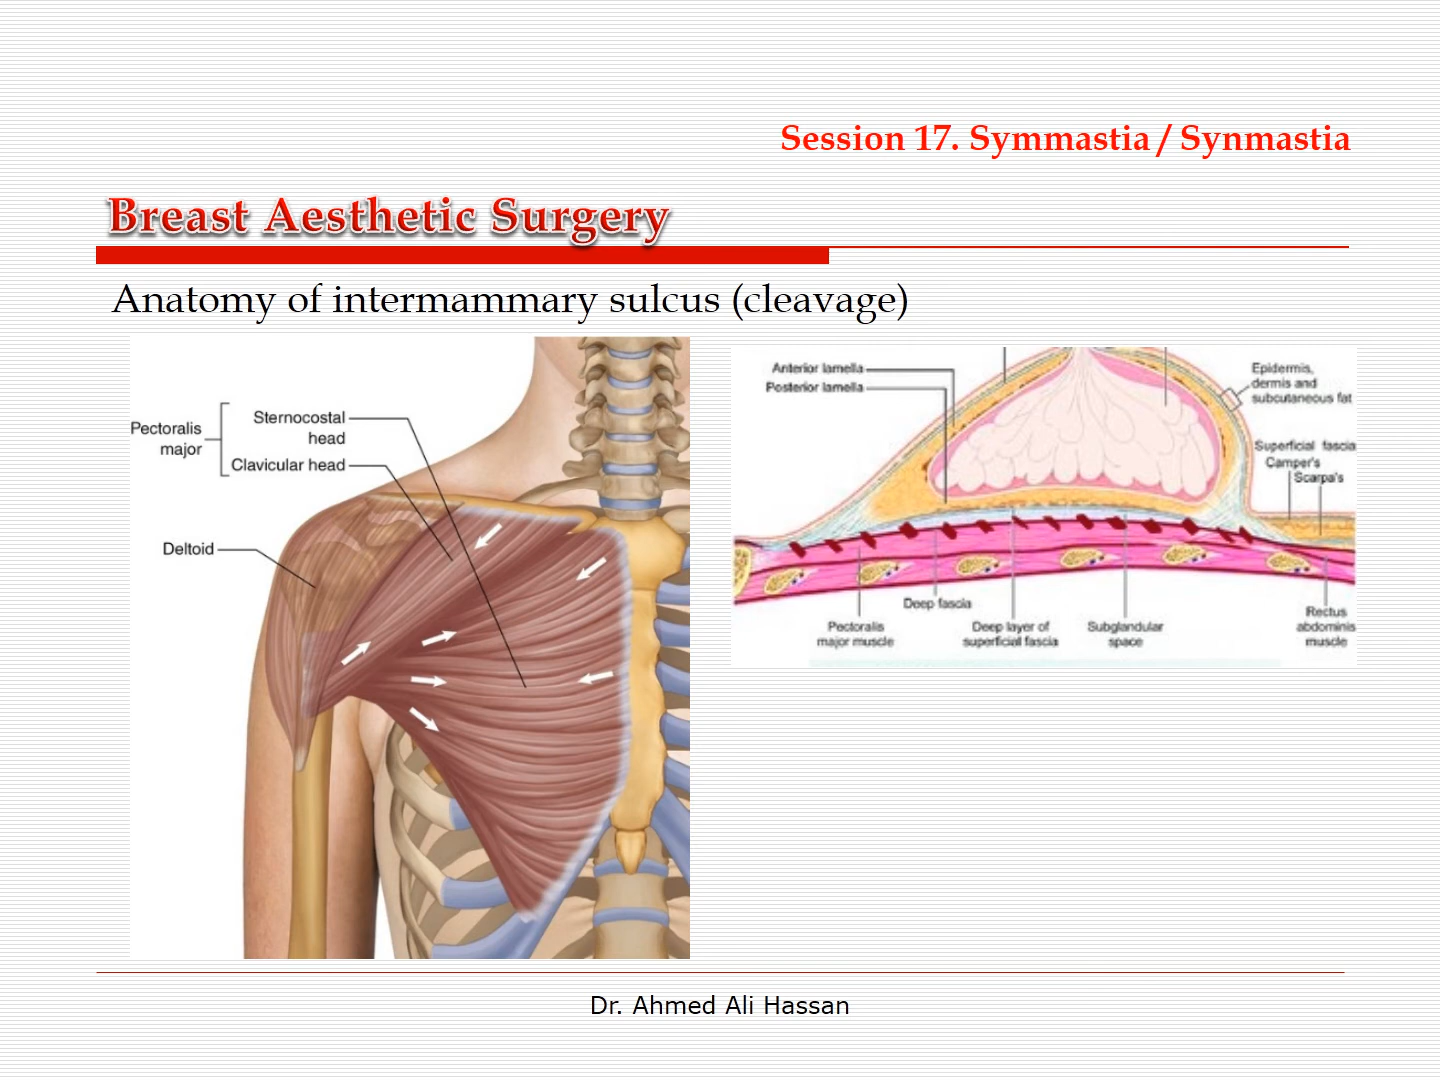 Session 17. Symmastia / Synmastia
Breast Aesthetic Surgery
Anatomy of intermammary sulcus (cleavage)
Pectoralis
major
Sternocostal
head
Clavicular head
Deltoid
Anterior lamella
Posterior lamella
Epidermis,
dermis and
subcutaneous fat
Superficial fascia
Camper's
Scarpa's
Deep fascia
Pectoralis
major muscle
Deep layer of
superficial fascia
Subglandular
space
Rectus
abdominis
muscle
Dr. Ahmed Ali Hassan